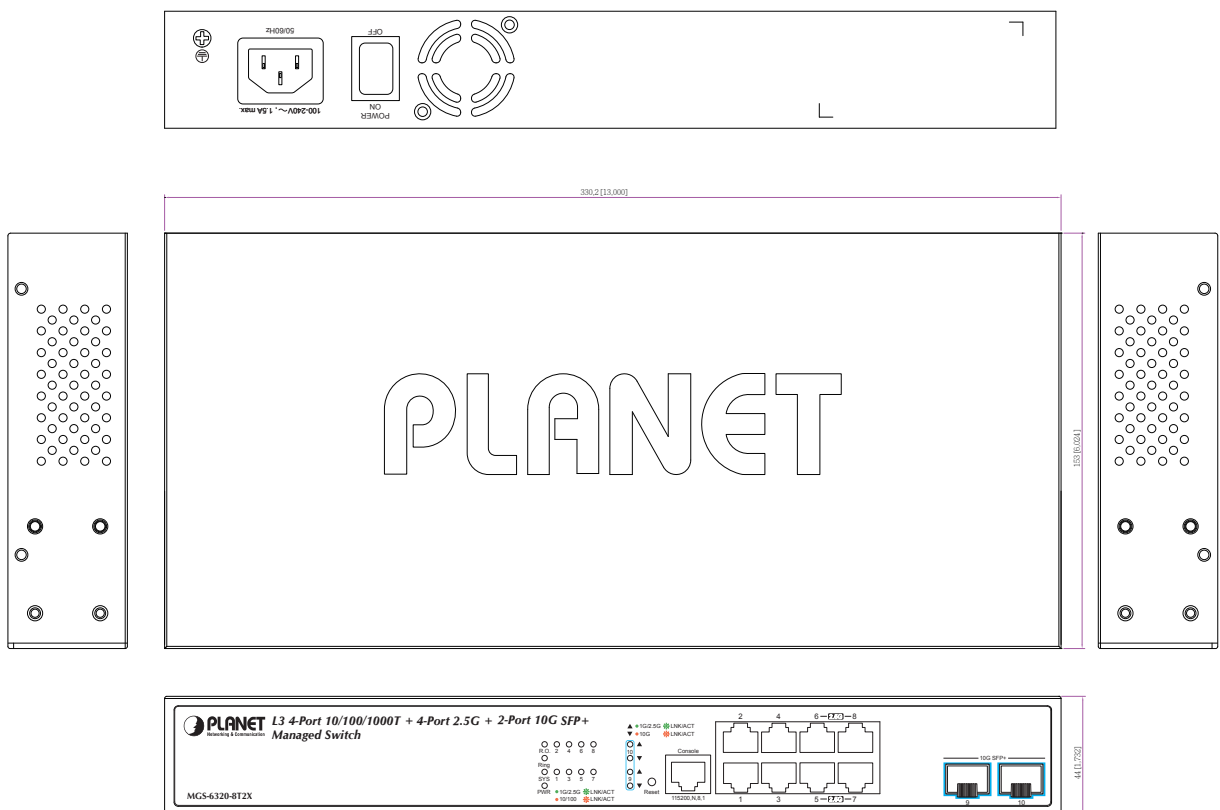 50/60Hz
100-240V～, 1.5A max.
OFF
ON
POWER
330,2 [13,000]
PLANET
153 [6,024]
PLANET
Networking & Communication
L3 4-Port 10/100/1000T + 4-Port 2.5G + 2-Port 10G SFP+
Managed Switch
MGS-6320-8T2X
R.O. 2 4 6 8
Ring
SYS 1 3 5 7
PWR
1G/2.5G LNK/ACT
10/100 LNK/ACT
▲ 1G/2.5G LNK/ACT
▼ 10G LNK/ACT
▲
10
▼
▲
9
▼
Reset
Console
115200,N,8,1
2 4 6 2.5G 8
1 3 5 2.5G 7
10G SFP+
9 10
44 [1,732]